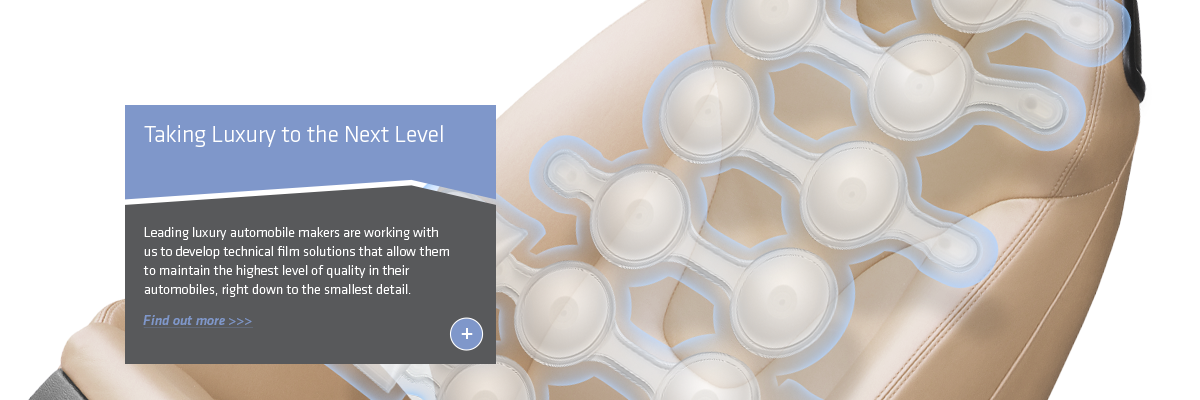 Taking Luxury to the Next Level
Leading luxury automobile makers are working with
us to develop technical film solutions that allow them
to maintain the highest level of quality in their
automobiles, right down to the smallest detail.
Find out more >>>
+